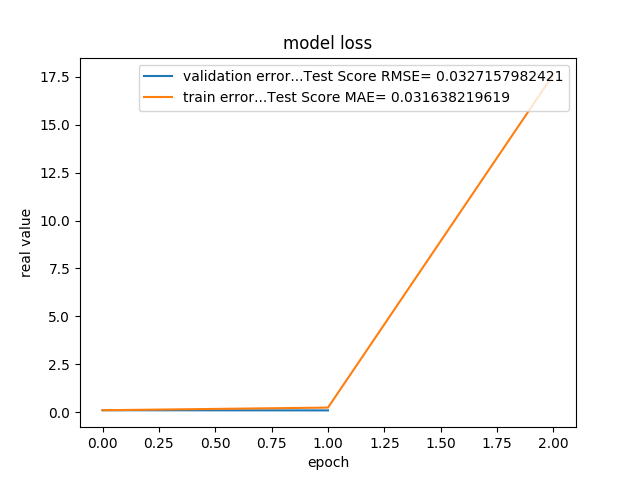 model loss
validation error...Test Score RMSE= 0.0327157982421
train error...Test Score MAE= 0.031638219619
17.5
15.0
12.5
10.0
7.5
5.0
2.5
0.0
real value
0.00 0.25 0.50 0.75 1.00 1.25 1.50 1.75 2.00
epoch